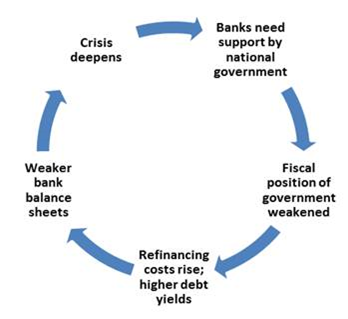 Crisis
deepens
Banks need
support by
national
government
Fiscal
position of
government
weakened
Refinancing
costs rise;
higher debt
yields
Weaker
bank
balance
sheets